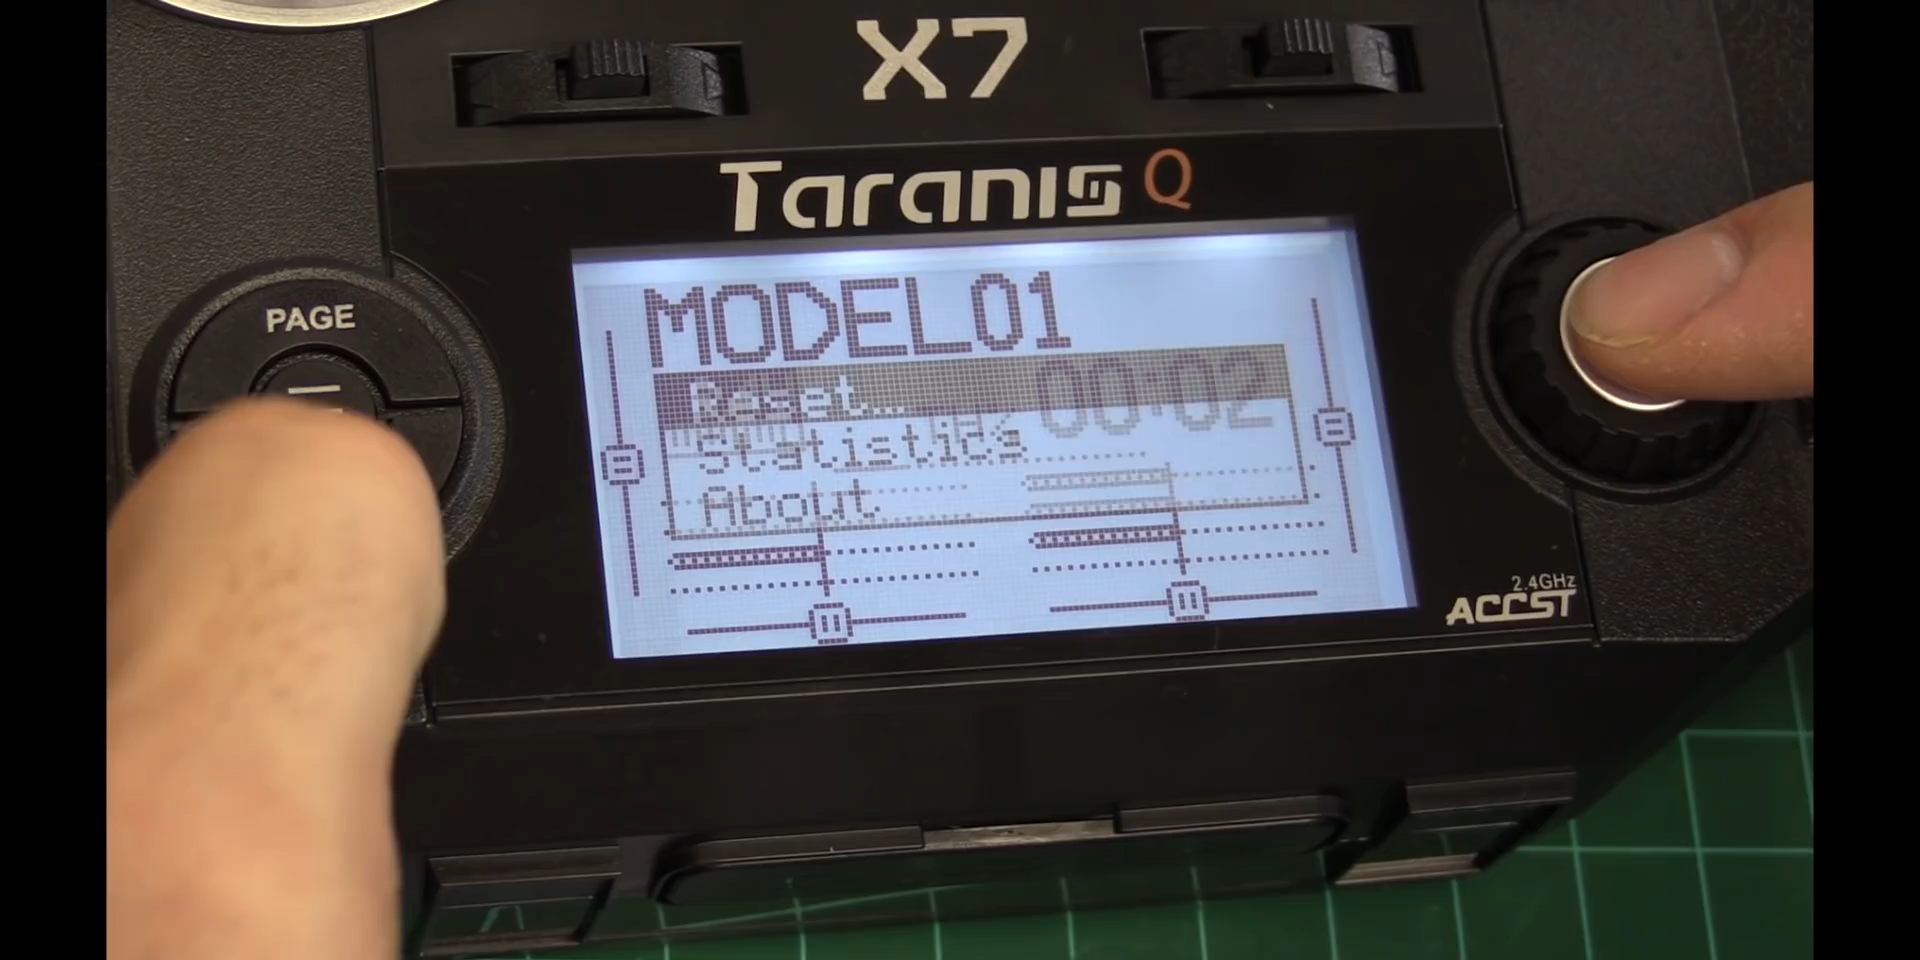 X7
Taranis Q
PAGE
MODEL01
Reset...
00:02
Statistics
About
2.4GHz
ACCST